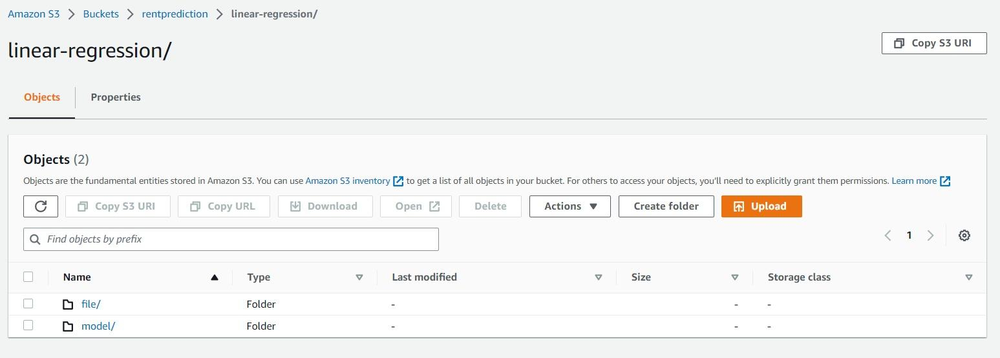 Amazon S3 > Buckets > rentprediction > linear-regression/
linear-regression/
Copy S3 URI
Objects Properties
Objects (2)
Objects are the fundamental entities stored in Amazon S3. You can use Amazon S3 inventory to get a list of all objects in your bucket. For others to access your objects, you’ll need to explicitly grant them permissions. Learn more
Copy S3 URI Copy URL Download Open Delete Actions Create folder Upload
Find objects by prefix
1
Name Type Last modified Size Storage class
file/ Folder - - -
model/ Folder - - -